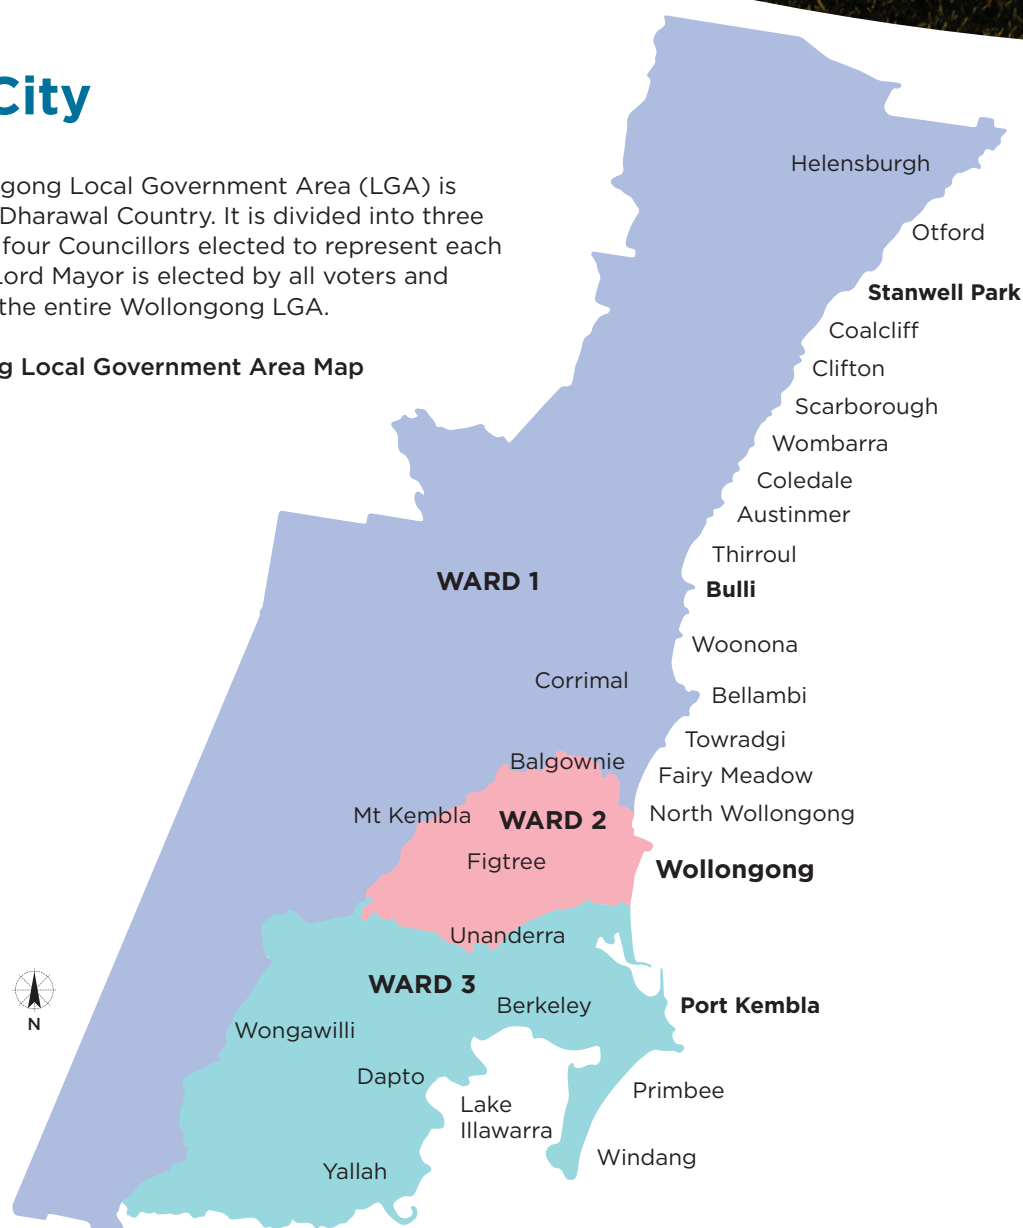 City
gong Local Government Area (LGA) is
Dharawal Country. It is divided into three
four Councillors elected to represent each
Lord Mayor is elected by all voters and
the entire Wollongong LGA.
g Local Government Area Map
Helensburgh
Otford
Stanwell Park
Coalcliff
Clifton
Scarborough
Wombarra
Coledale
Austinmer
Thirroul
WARD 1
Bulli
Woonona
Corrimal
Bellambi
Towradgi
Balgownie
Fairy Meadow
Mt Kembla
WARD 2
North Wollongong
Figtree
Wollongong
Unanderra
WARD 3
Berkeley
Port Kembla
N
Wongawilli
Dapto
Primbee
Lake
Illawarra
Windang
Yallah